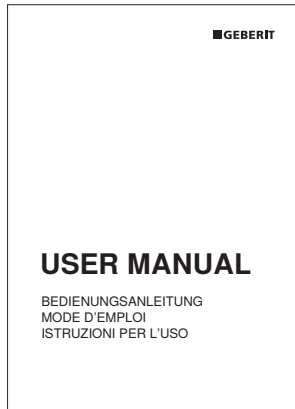 GEBERIT
USER MANUAL
BEDIENUNGSANLEITUNG
MODE D'EMPLOI
ISTRUZIONI PER L'USO